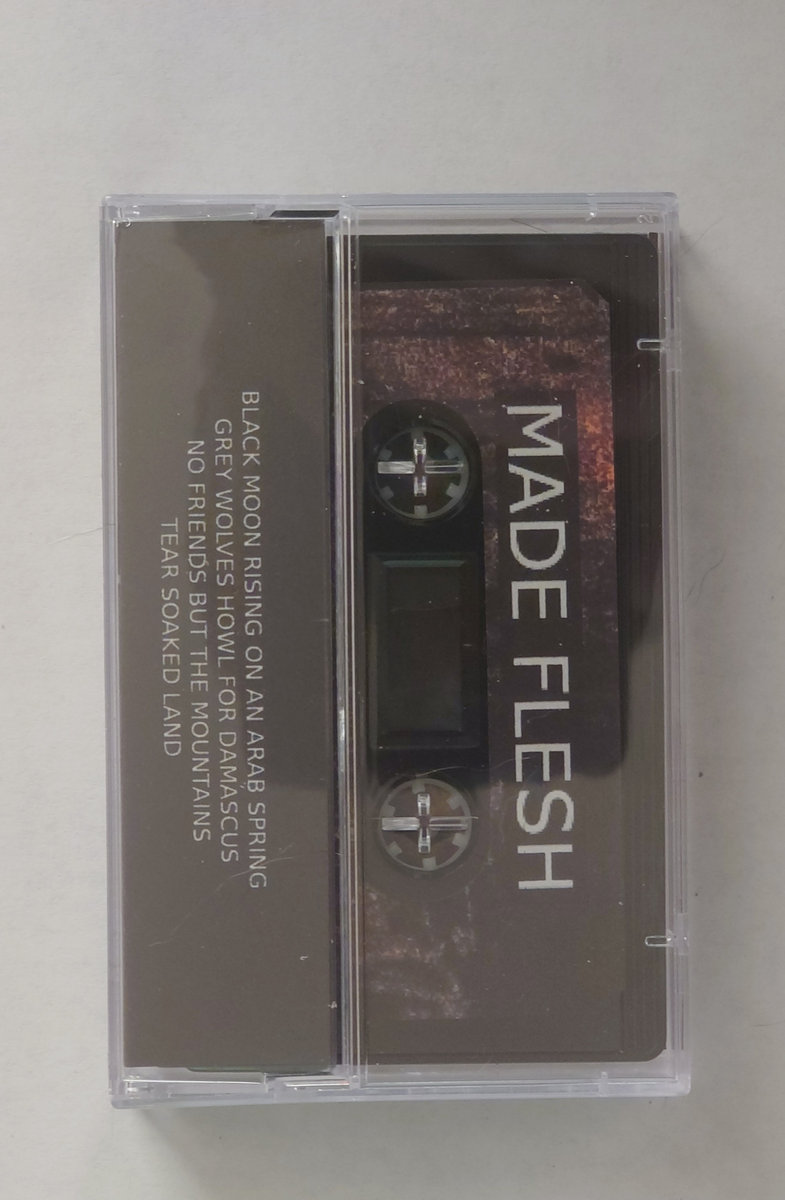 MADE FLESH
BLACK MOON RISING ON AN ARAB SPRING
GREY WOLVES HOWL FOR DAMASCUS
NO FRIENDS BUT THE MOUNTAINS
TEAR SOAKED LAND